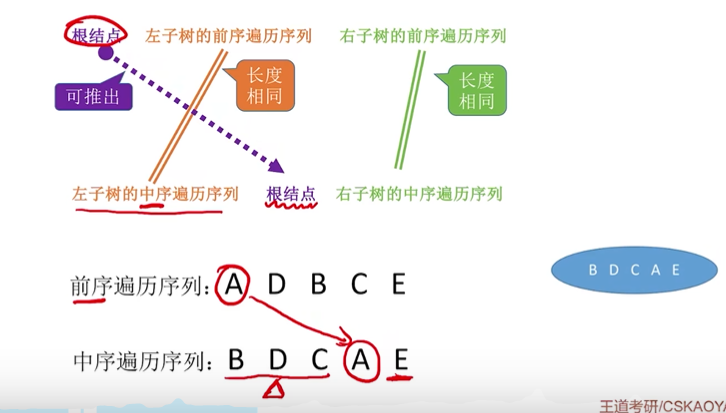 根结点 左子树的前序遍历序列 右子树的前序遍历序列
可推出
长度
相同
长度
相同
左子树的中序遍历序列 根结点 右子树的中序遍历序列
前序遍历序列: A D B C E
B D C A E
中序遍历序列: B D C A E
王道考研/CSKAOYA